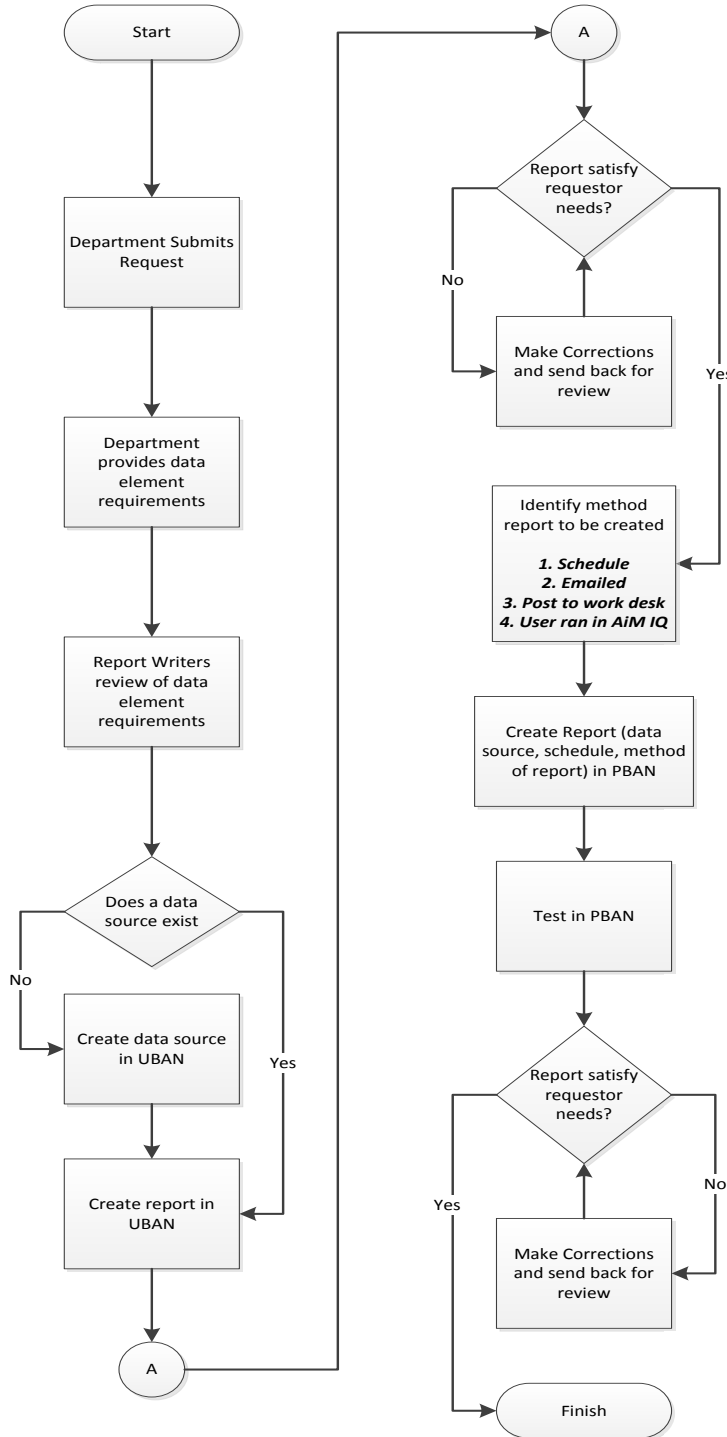 Start
Department Submits
Request
Department
provides data
element
requirements
Report Writers
review of data
element
requirements
Does a data
source exist
No
Yes
Create data source
in UBAN
Create report in
UBAN
A
A
Report satisfy
requestor
needs?
No
Yes
Make Corrections
and send back for
review
Identify method
report to be created
1. Schedule
2. Emailed
3. Post to work desk
4. User ran in AiM IQ
Create Report (data
source, schedule, method
of report) in PBAN
Test in PBAN
Report satisfy
requestor
needs?
No
Yes
Make Corrections
and send back for
review
Finish